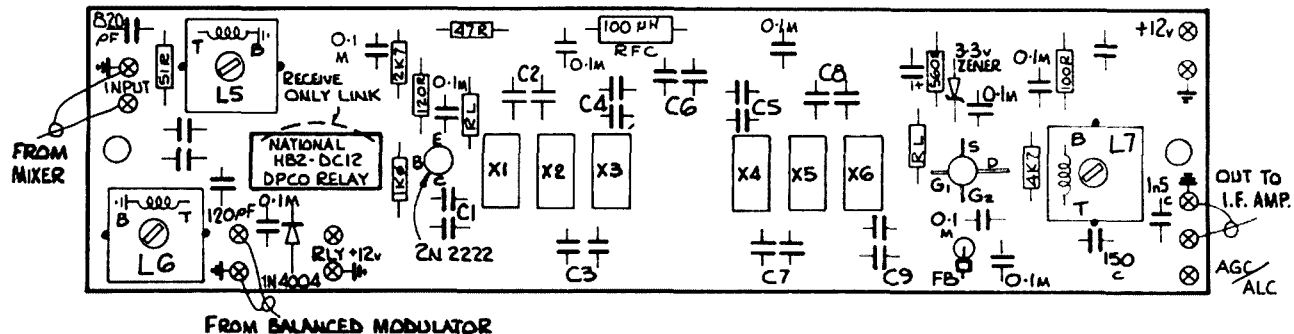 820
pF
51R
T
B
L5
0.1
M
2K7
RECEIVE
ONLY LINK
INPUT
FROM
MIXER
NATIONAL
HB2-DC12
DPCO RELAY
B
T
L6
120pF
0.1M
RLY +12v
1N4004
FROM BALANCED MODULATOR
47R
120R
0.1M
RL
1K0
E
B
C
C1
2N2222
C2
0.1M
100 µH
RFC
C4
C6
X1
X2
X3
C3
0.1M
C5
C8
X4
X5
X6
C7
C9
1+
560R
3.3v
ZENER
0.1M
0.1M
100R
RL
S
D
G1
G2
4K7
0.1
M
FB
0.1M
B
T
L7
150
C
1n5
C
+12v
OUT TO
I.F. AMP.
AGC/
ALC